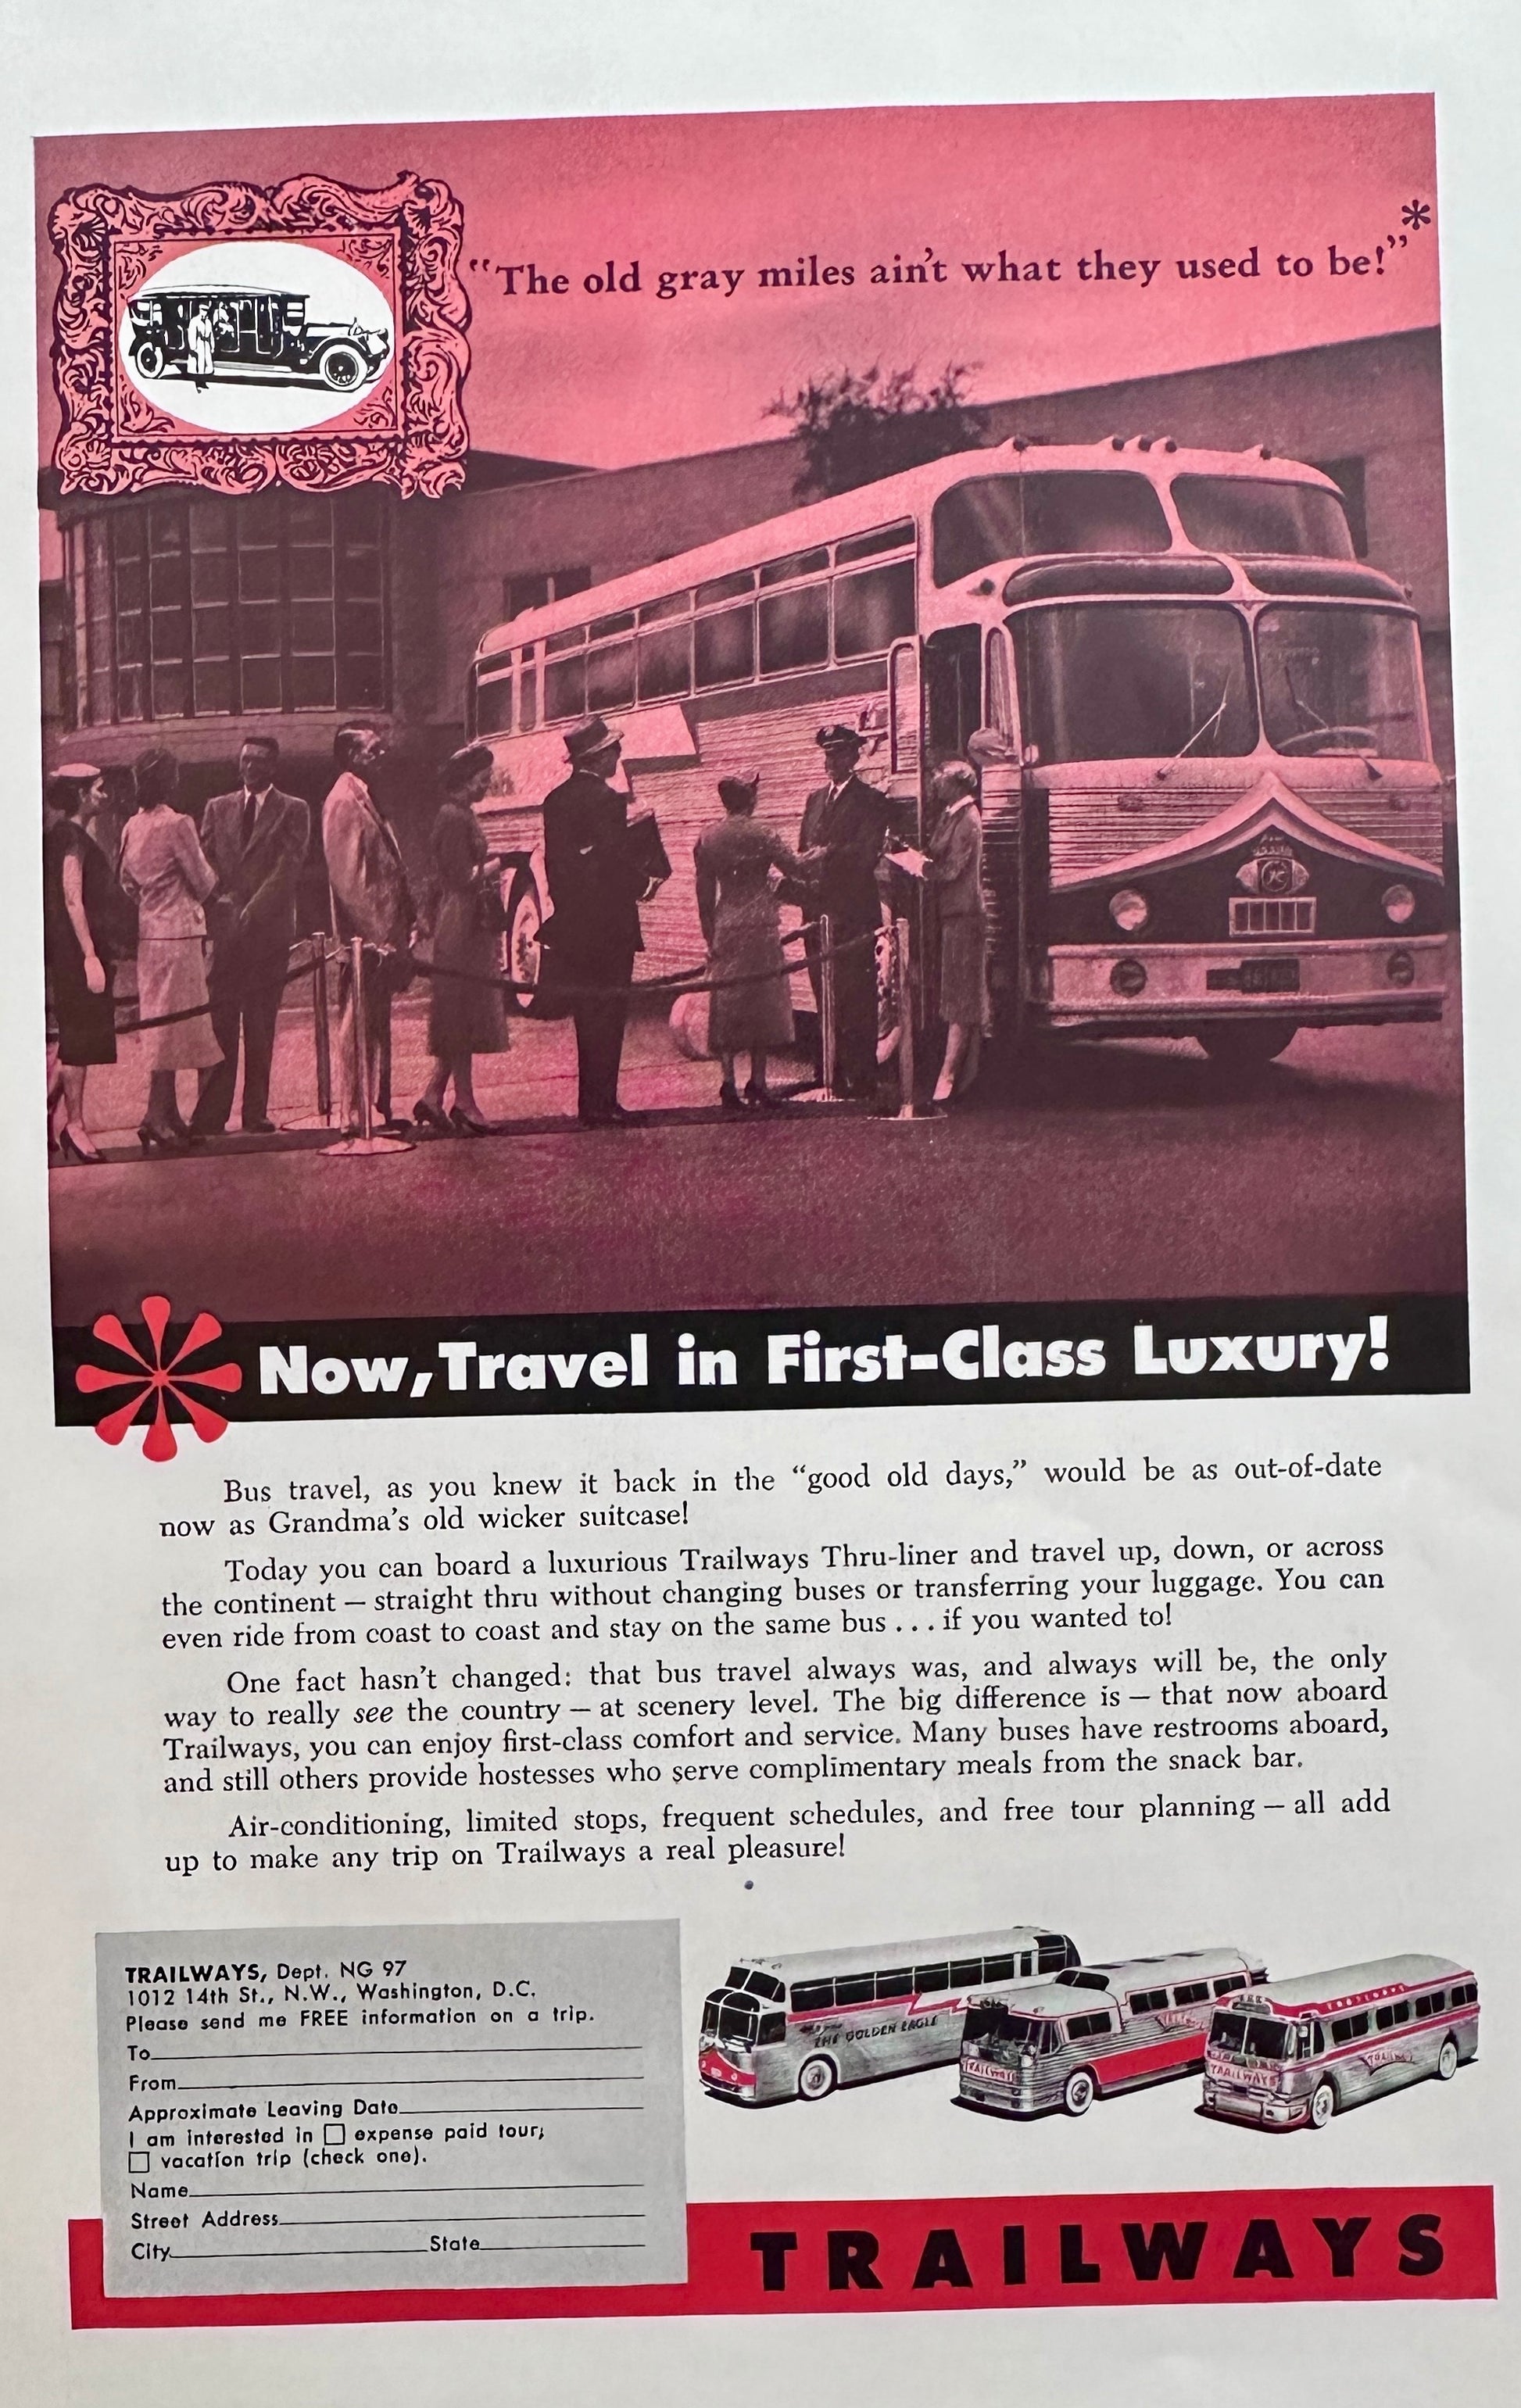 "The old gray miles ain't what they used to be!"*
Now, Travel in First-Class Luxury!
Bus travel, as you knew it back in the “good old days,” would be as out-of-date
now as Grandma's old wicker suitcase!
Today you can board a luxurious Trailways Thru-liner and travel up, down, or across
the continent — straight thru without changing buses or transferring your luggage. You can
even ride from coast to coast and stay on the same bus . . . if you wanted to!
One fact hasn't changed: that bus travel always was, and always will be, the only
way to really see the country — at scenery level. The big difference is — that now aboard
Trailways, you can enjoy first-class comfort and service. Many buses have restrooms aboard,
and still others provide hostesses who serve complimentary meals from the snack bar.
Air-conditioning, limited stops, frequent schedules, and free tour planning — all add
up to make any trip on Trailways a real pleasure!
TRAILWAYS, Dept. NG 97
1012 14th St., N.W., Washington, D.C.
Please send me FREE information on a trip.
To
From
Approximate Leaving Date
I am interested in □ expense paid tour;
□ vacation trip (check one).
Name
Street Address
City State
THE GOLDEN EAGLE
TRAILWAYS
TRAILWAYS
TRAILWAYS